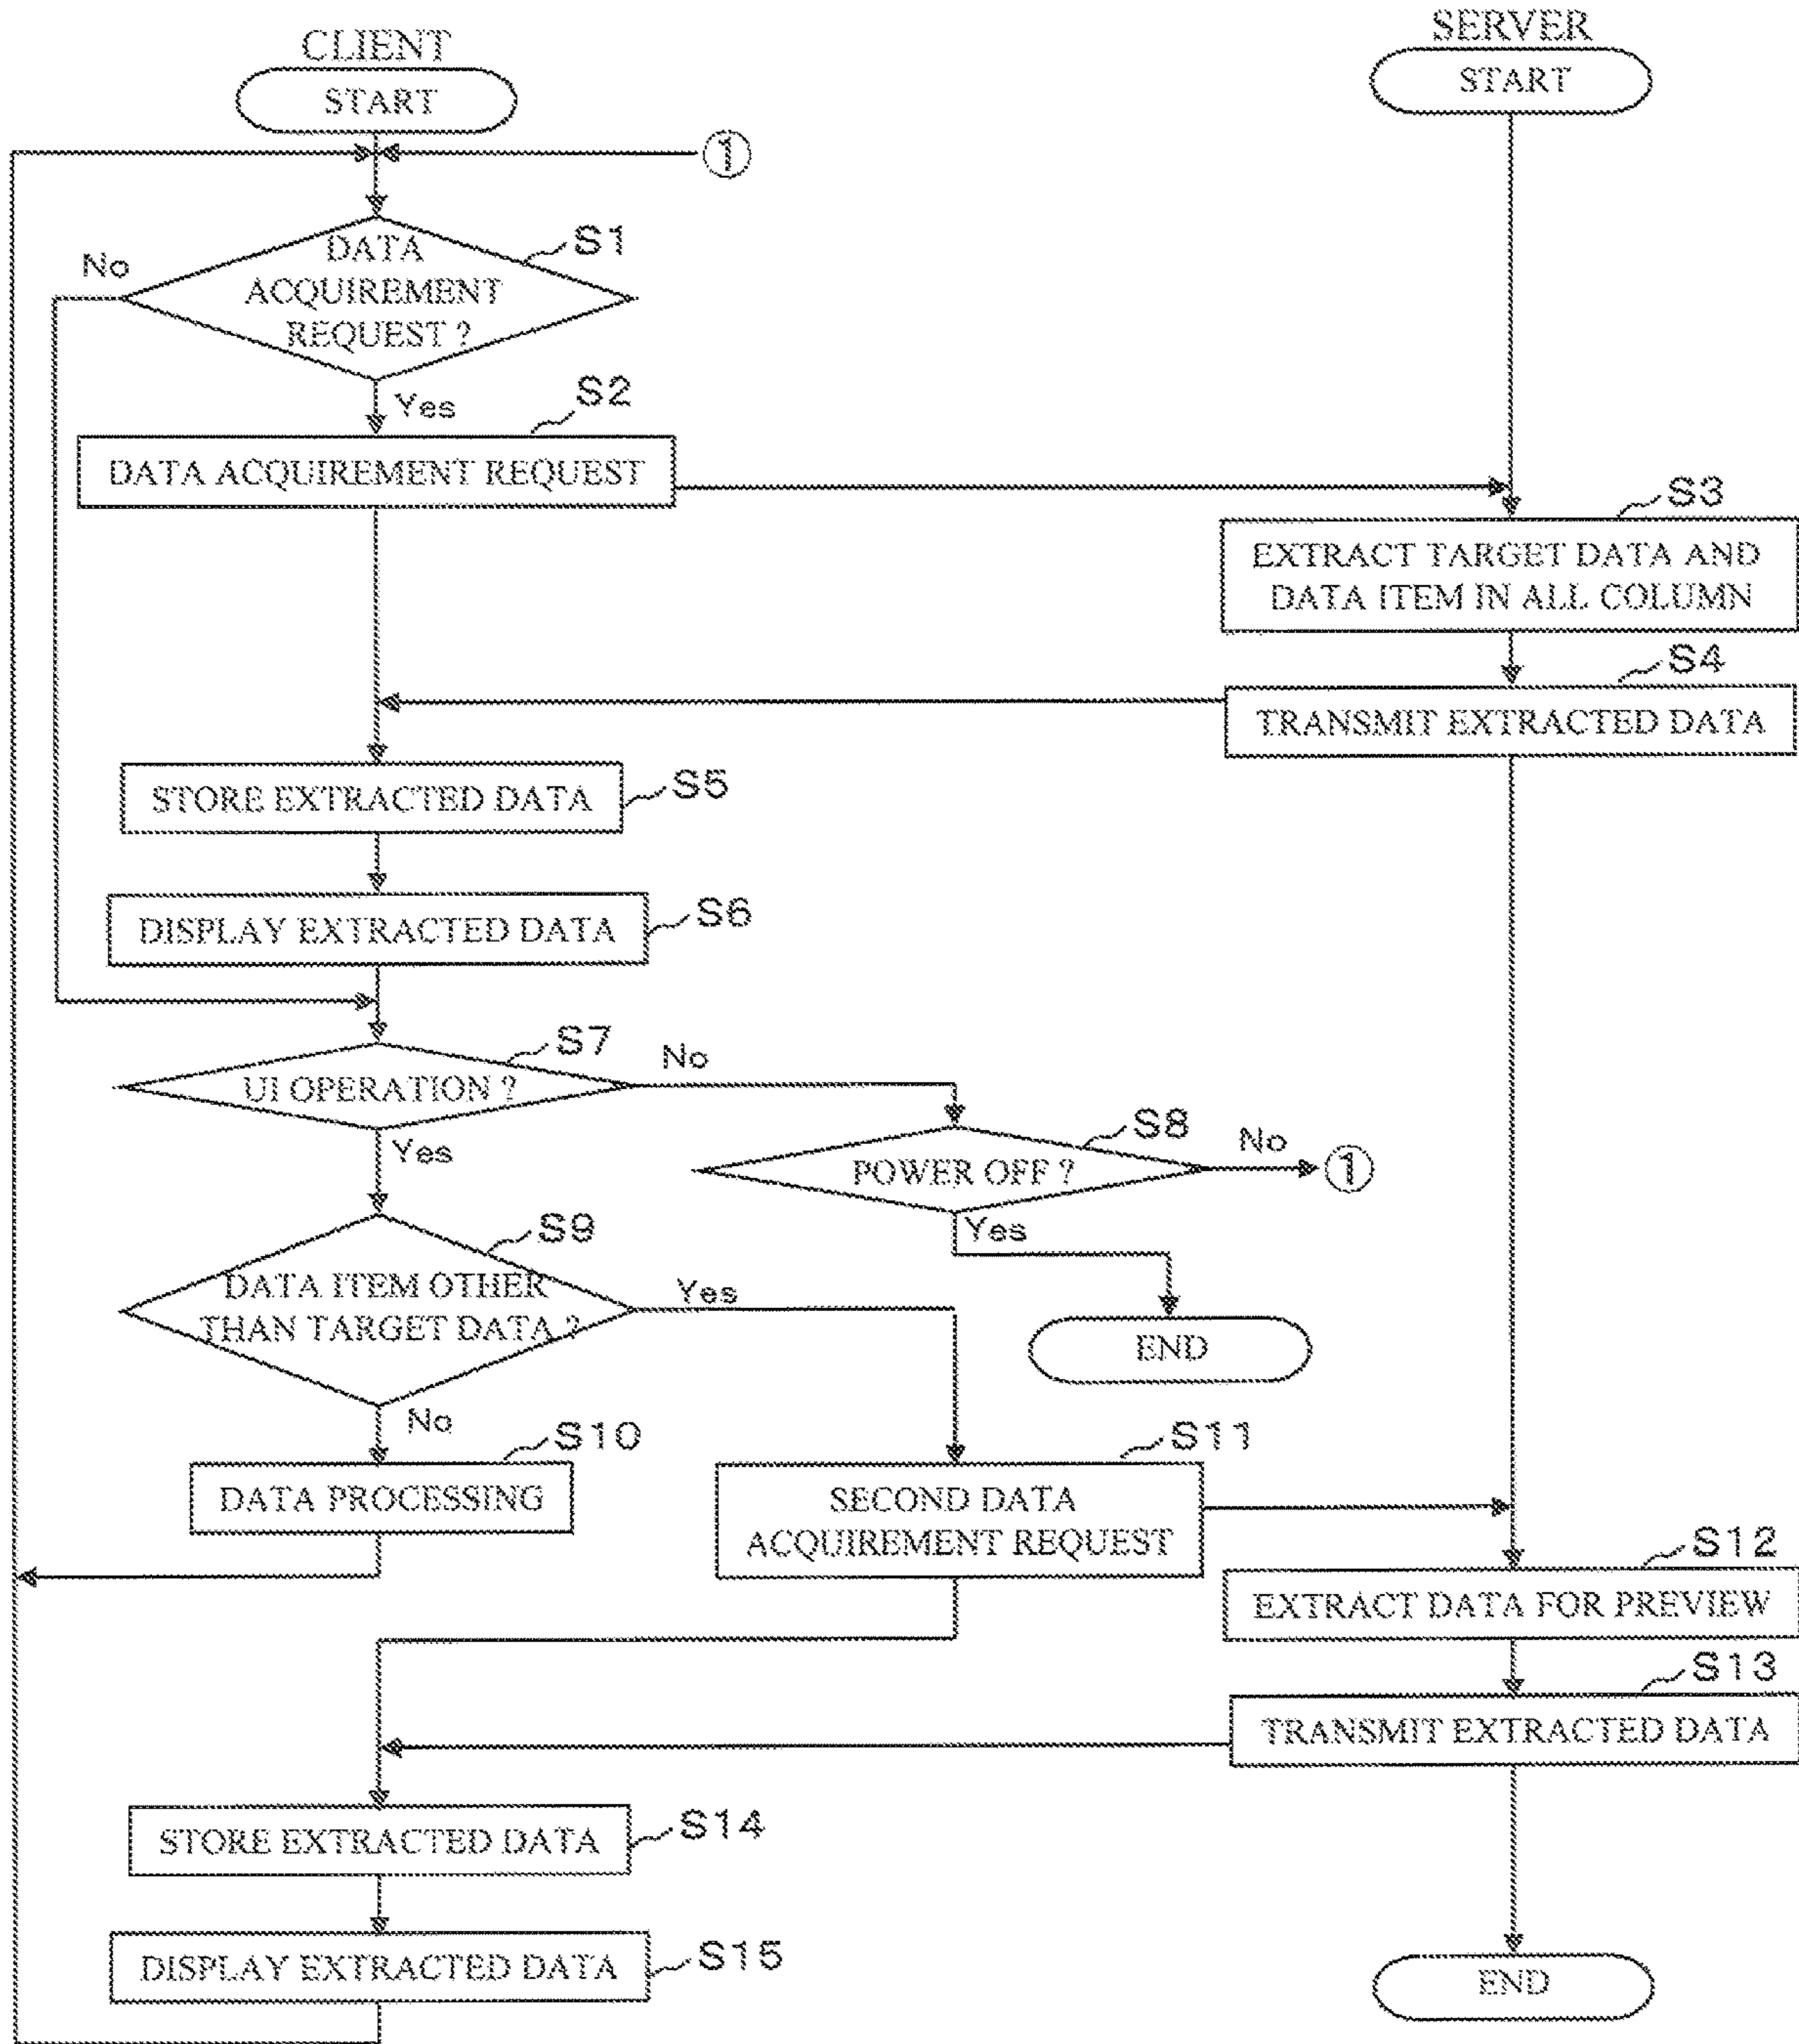 CLIENT
START
SERVER
START
①
S1
No
DATA
ACQUIREMENT
REQUEST ?
Yes
S2
DATA ACQUIREMENT REQUEST
S3
EXTRACT TARGET DATA AND
DATA ITEM IN ALL COLUMN
S4
TRANSMIT EXTRACTED DATA
STORE EXTRACTED DATA
S5
DISPLAY EXTRACTED DATA
S6
S7
UI OPERATION ?
No
Yes
S8
POWER OFF ?
No
①
Yes
END
S9
DATA ITEM OTHER
THAN TARGET DATA ?
Yes
No
S10
DATA PROCESSING
S11
SECOND DATA
ACQUIREMENT REQUEST
S12
EXTRACT DATA FOR PREVIEW
S13
TRANSMIT EXTRACTED DATA
STORE EXTRACTED DATA
S14
DISPLAY EXTRACTED DATA
S15
END